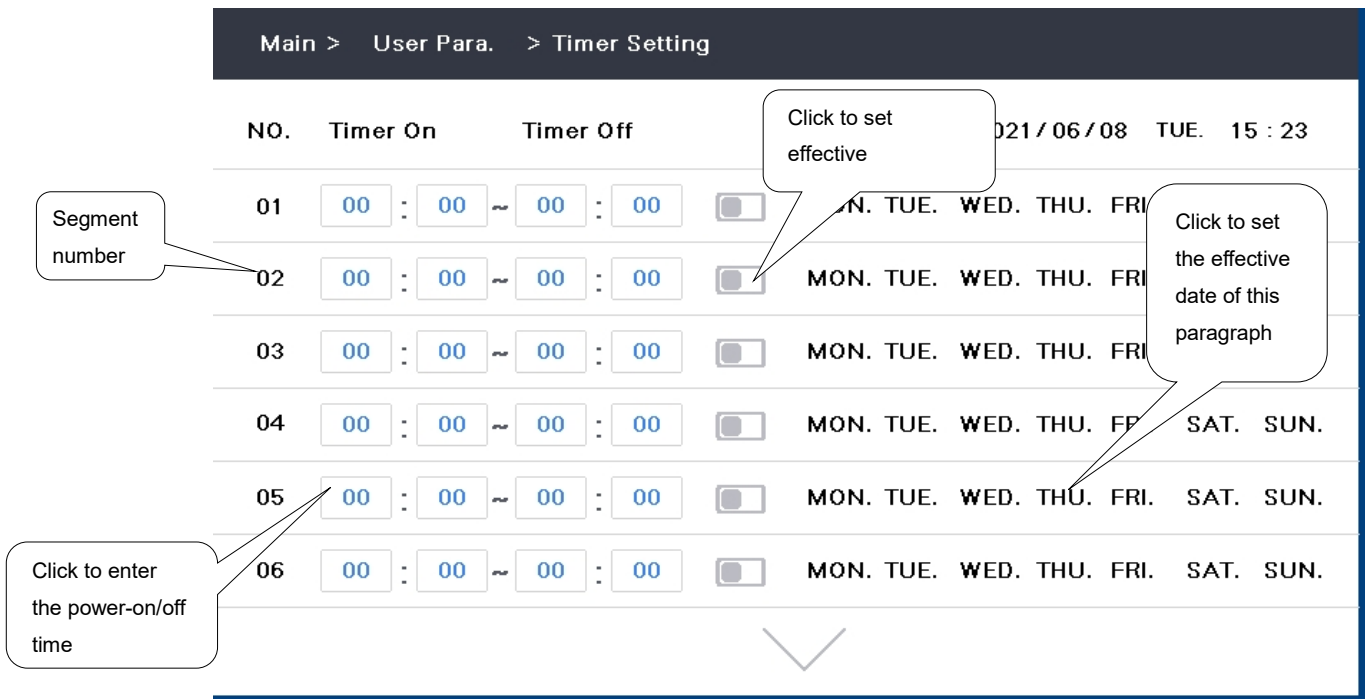 Main > User Para. > Timer Setting
NO. Timer On Timer Off 021/06/08 TUE. 15 : 23
Click to set
effective
01 00 : 00 ~ 00 : 00 N. TUE. WED. THU. FRI
Segment
number
Click to set
the effective
date of this
paragraph
02 00 : 00 ~ 00 : 00 MON. TUE. WED. THU. FRI
03 00 : 00 ~ 00 : 00 MON. TUE. WED. THU. FRI
04 00 : 00 ~ 00 : 00 MON. TUE. WED. THU. FR SAT. SUN.
05 00 : 00 ~ 00 : 00 MON. TUE. WED. THU. FRI. SAT. SUN.
Click to enter
the power-on/off
time
06 00 : 00 ~ 00 : 00 MON. TUE. WED. THU. FRI. SAT. SUN.